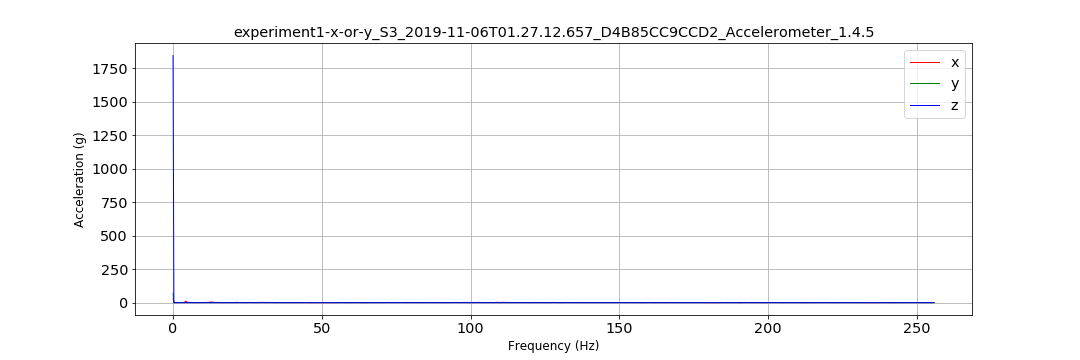 experiment1-x-or-y_S3_2019-11-06T01.27.12.657_D4B85CC9CCD2_Accelerometer_1.4.5
x
y
z
1750
1500
1250
1000
750
500
250
0
Acceleration (g)
0 50 100 150 200 250
Frequency (Hz)